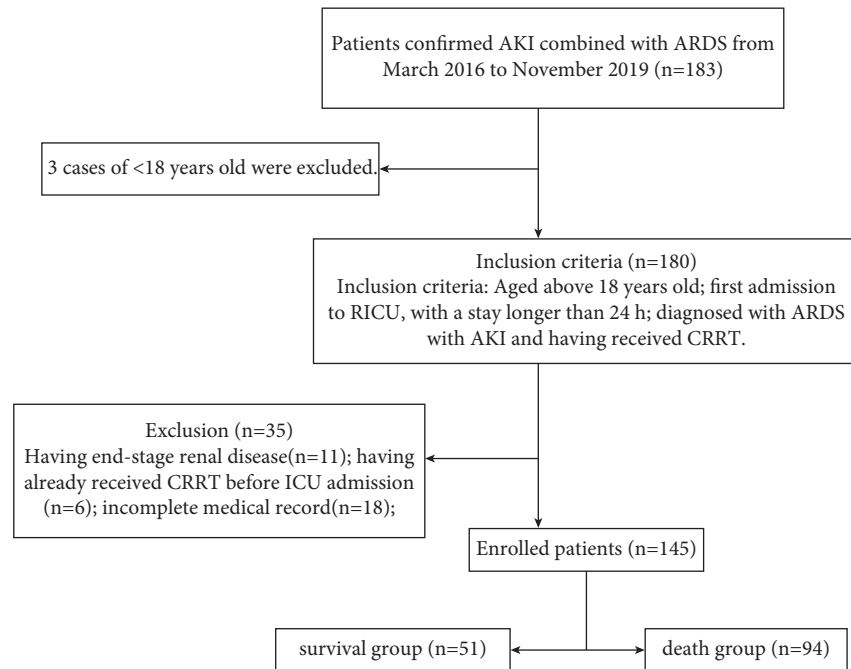 Patients confirmed AKI combined with ARDS from
March 2016 to November 2019 (n=183)
3 cases of <18 years old were excluded.
Inclusion criteria (n=180)
Inclusion criteria: Aged above 18 years old; first admission
to RICU, with a stay longer than 24 h; diagnosed with ARDS
with AKI and having received CRRT.
Exclusion (n=35)
Having end-stage renal disease(n=11); having
already received CRRT before ICU admission
(n=6); incomplete medical record(n=18);
Enrolled patients (n=145)
survival group (n=51)
death group (n=94)